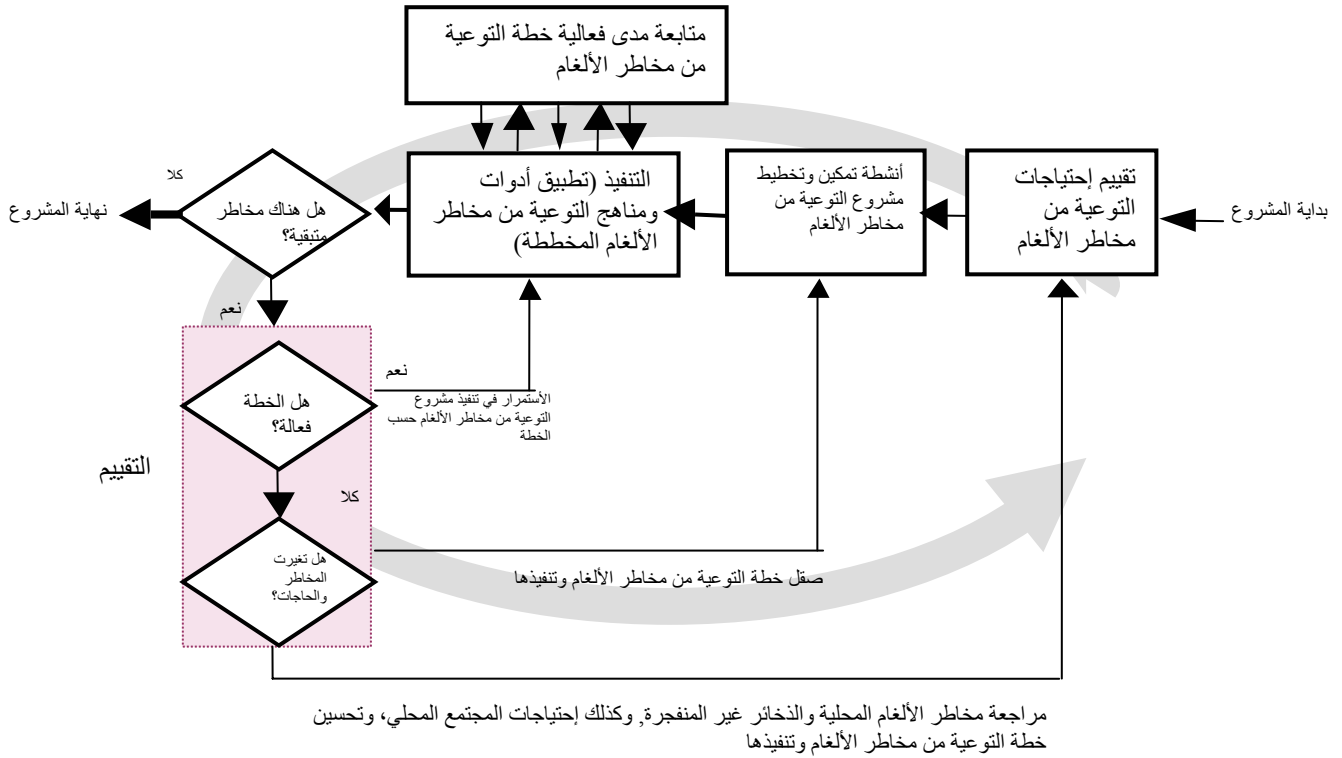 متابعة مدى فعالية خطة التوعية
من مخاطر الألغام
بداية المشروع
تقييم إحتياجات
التوعية من
مخاطر الألغام
أنشطة تمكين وتخطيط
مشروع التوعية من
مخاطر الألغام
التنفيذ (تطبيق أدوات
ومناهج التوعية من مخاطر
الألغام المخططة)
هل هناك مخاطر
متبقية؟
كلا
نهاية المشروع
نعم
هل الخطة
فعالة؟
نعم
الأستمرار في تنفيذ مشروع
التوعية من مخاطر الألغام حسب
الخطة
التقييم
كلا
هل تغيرت
المخاطر
والحاجات؟
صقل خطة التوعية من مخاطر الألغام وتنفيذها
مراجعة مخاطر الألغام المحلية والذخائر غير المنفجرة, وكذلك إحتياجات المجتمع المحلي، وتحسين
خطة التوعية من مخاطر الألغام وتنفيذها